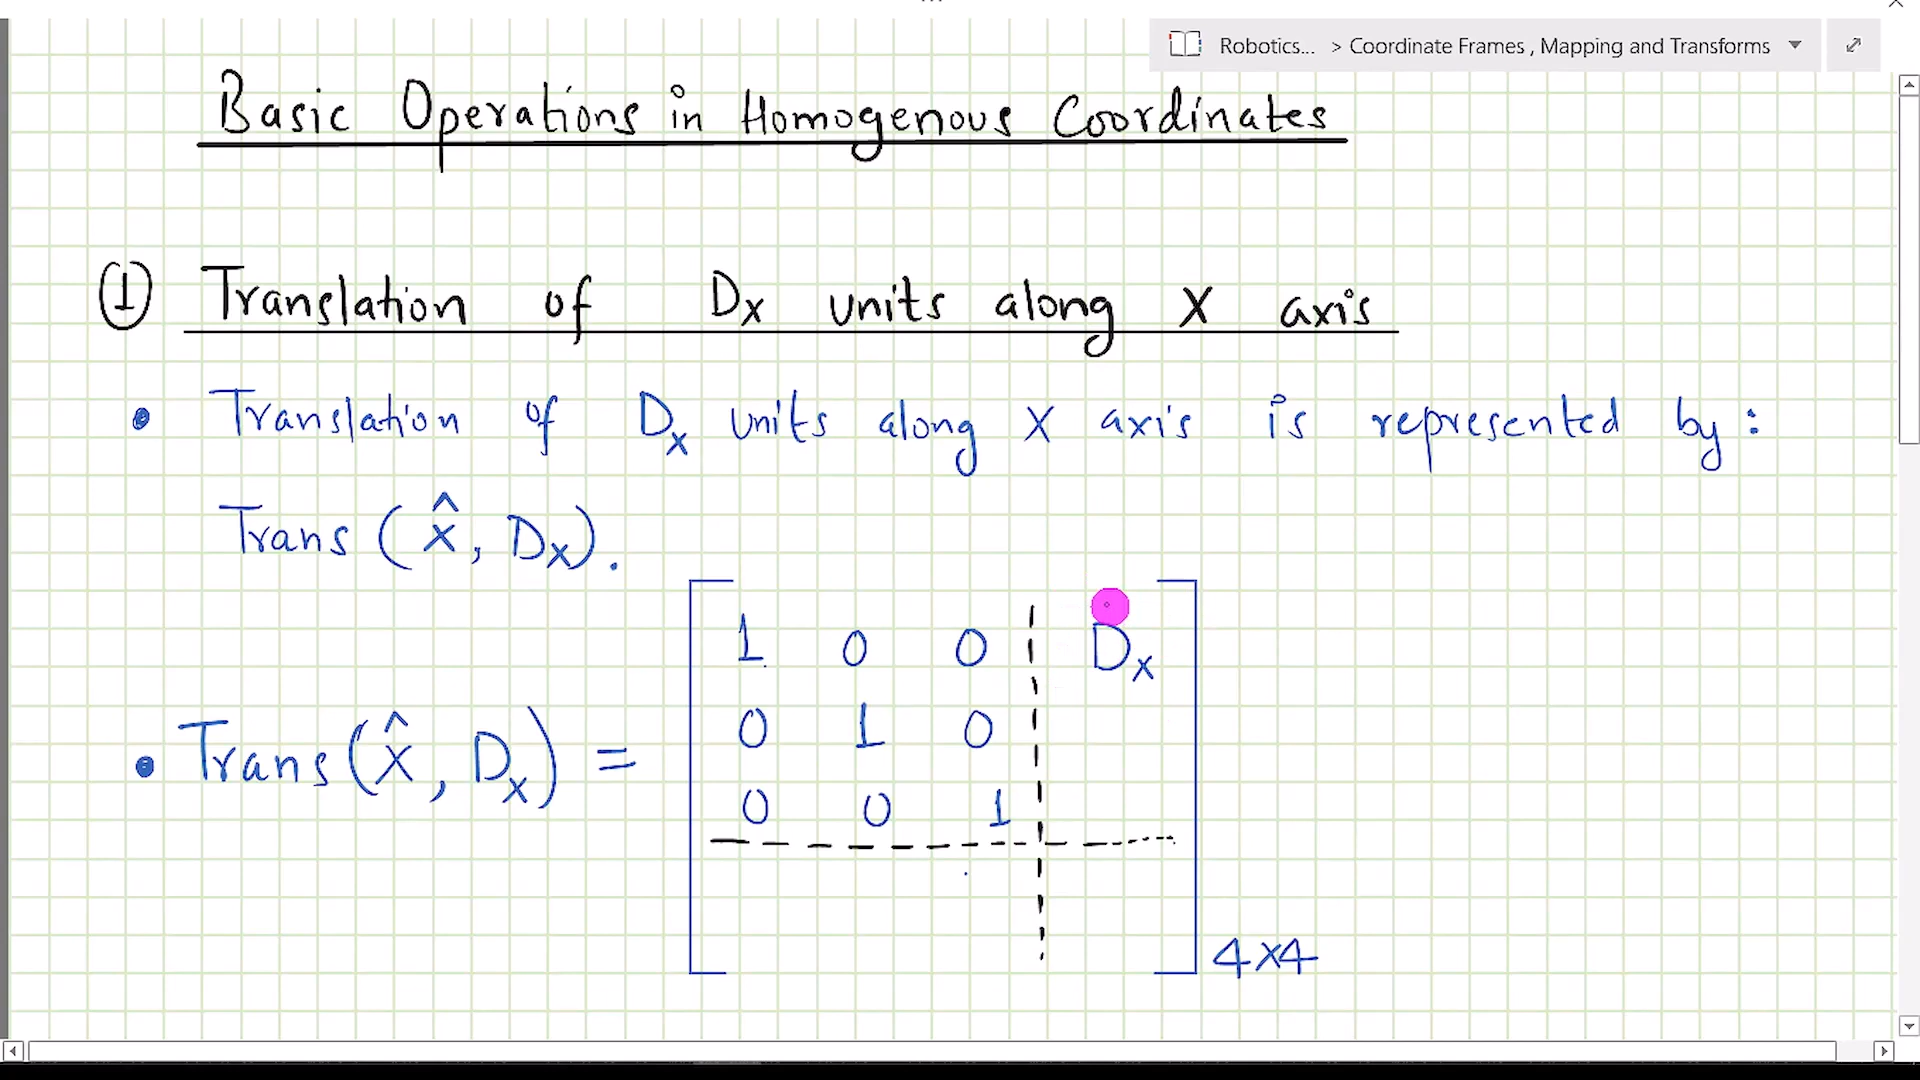 Robotics... > Coordinate Frames , Mapping and Transforms
Basic Operations in Homogenous Coordinates
① Translation of Dx units along X axis
• Translation of Dx units along X axis is represented by :
Trans (x̂, Dx).
• Trans(x̂, Dx) =
1 0 0 Dx
0 1 0
0 0 1
4x4